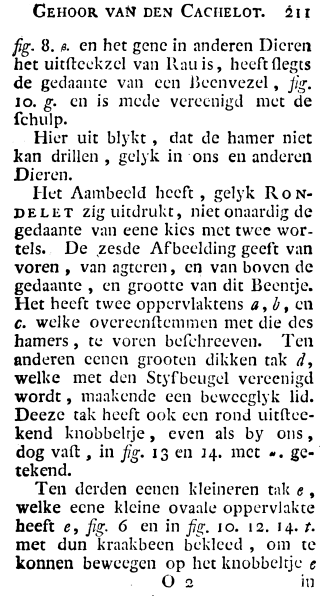 GEHOOR VAN DEN CACHELOT. 211
fig. 8. s. en het gene in anderen Dieren
het uitſteekzel van Rau is, heeft ſlegts
de gedaante van een Beenvezel, fig.
10. g. en is mede vereenigd met de
ſchulp.
Hier uit blykt, dat de hamer niet
kan drillen, gelyk in ons en anderen
Dieren.
Het Aambeeld heeft, gelyk RON-
DELET zig uitdrukt, niet onaardig de
gedaante van eene kies met twee wor-
tels. De zesde Afbeelding geeft van
voren, van agteren, en van boven de
gedaante, en grootte van dit Beentje.
Het heeft twee oppervlaktens a, b, en
c. welke overeenſtemmen met die des
hamers, te voren beſchreeven. Ten
anderen eenen grooten dikken tak d,
welke met den Styfbeugel vereenigd
wordt, maakende een beweeglyk lid.
Deeze tak heeft ook een rond uitſtee-
kend knobbeltje, even als by ons,
dog vaſt, in fig. 13 en 14. met . ge-
tekend.
Ten derden eenen kleineren tak e,
welke eene kleine ovaale oppervlakte
heeft e, fig. 6 en in fig. 10. 12. 14. t.
met dun kraakbeen bekleed, om te
konnen beweegen op het knobbeltje e
O 2 in